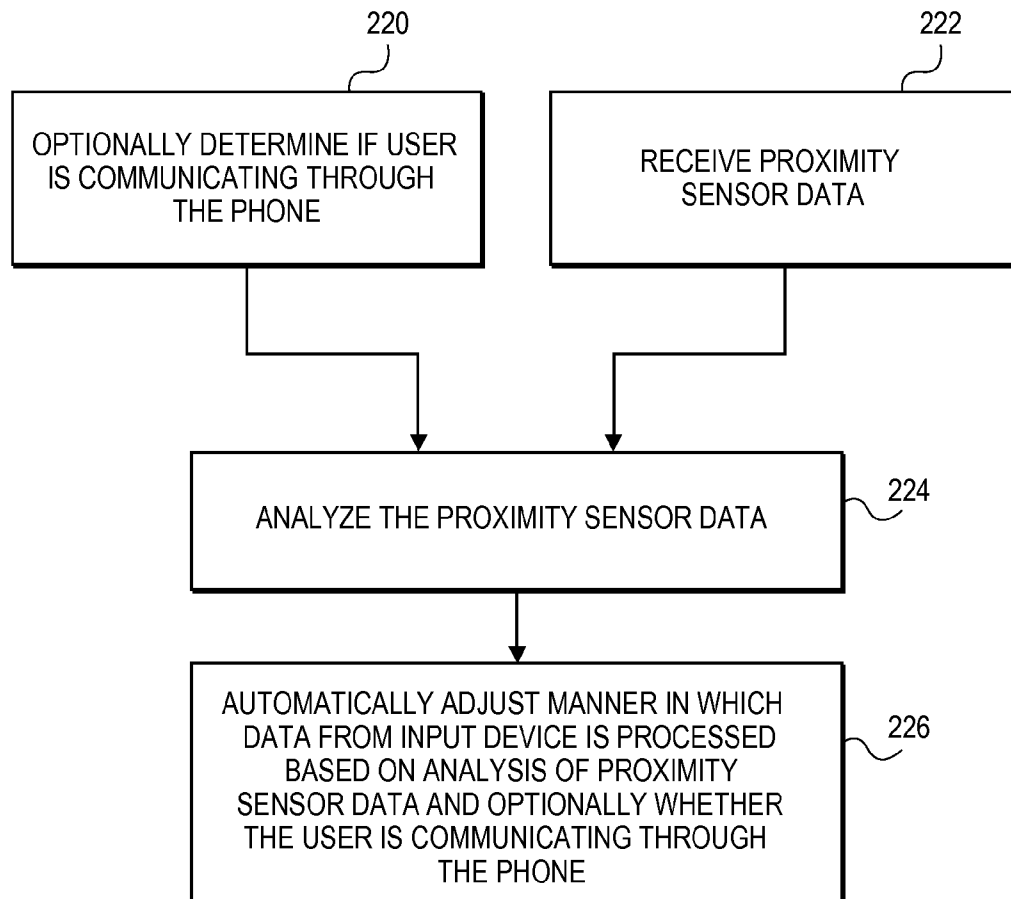 220
222
OPTIONALLY DETERMINE IF USER
IS COMMUNICATING THROUGH
THE PHONE
RECEIVE PROXIMITY
SENSOR DATA
ANALYZE THE PROXIMITY SENSOR DATA
224
AUTOMATICALLY ADJUST MANNER IN WHICH
DATA FROM INPUT DEVICE IS PROCESSED
BASED ON ANALYSIS OF PROXIMITY
SENSOR DATA AND OPTIONALLY WHETHER
THE USER IS COMMUNICATING THROUGH
THE PHONE
226